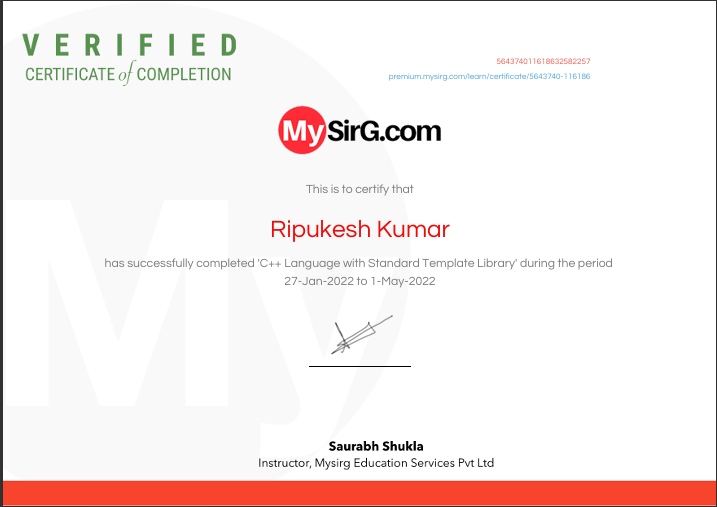 VERIFIED
CERTIFICATE of COMPLETION
564374011618632582257
premium.mysirg.com/learn/certificate/5643740-116186
MySirG.com
This is to certify that
Ripukesh Kumar
has successfully completed 'C++ Language with Standard Template Library' during the period
27-Jan-2022 to 1-May-2022
Saurabh Shukla
Instructor, Mysirg Education Services Pvt Ltd
My